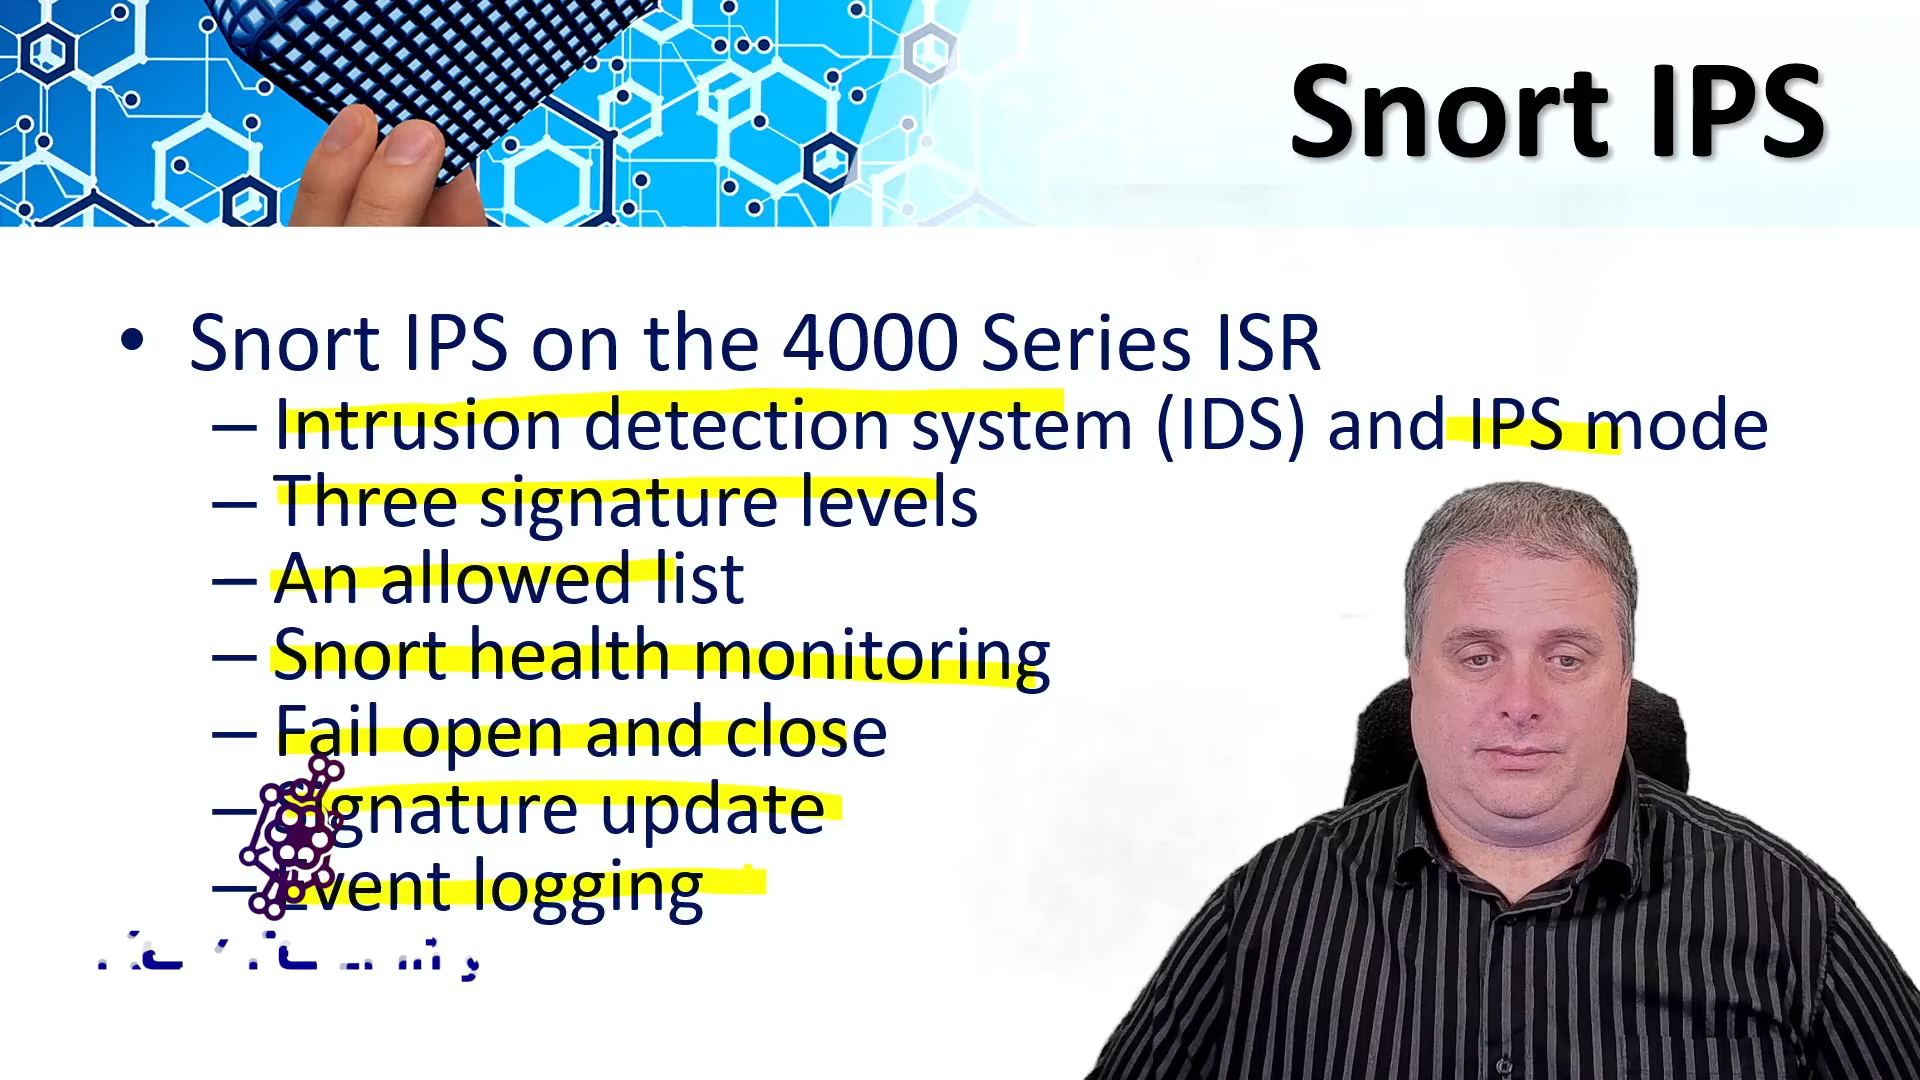 Snort IPS
• Snort IPS on the 4000 Series ISR
– Intrusion detection system (IDS) and IPS mode
– Three signature levels
– An allowed list
– Snort health monitoring
– Fail open and close
– Signature update
– Event logging